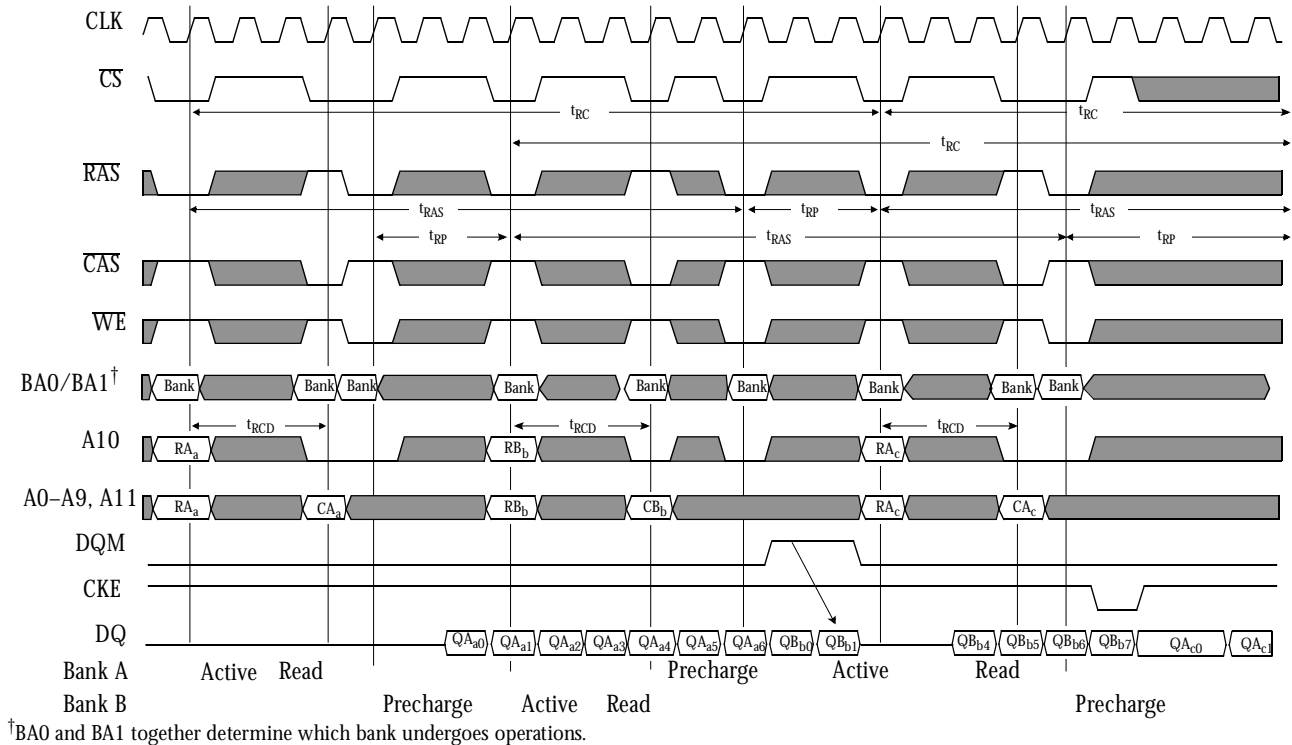 CLK
CS
tRC tRC
tRC
RAS
tRAS tRP tRAS
tRP tRAS tRP
CAS
WE
BA0/BA1† Bank Bank Bank Bank Bank Bank Bank Bank Bank
tRCD tRCD tRCD
A10 RAa RBb RAc
A0–A9, A11 RAa CAa RBb CBb RAc CAc
DQM
CKE
DQ QAa0 QAa1 QAa2 QAa3 QAa4 QAa5 QAa6 QBb0 QBb1 QBb4 QBb5 QBb6 QBb7 QAc0 QAc1
Bank A Active Read Precharge Active Read
Bank B Precharge Active Read Precharge
†BA0 and BA1 together determine which bank undergoes operations.